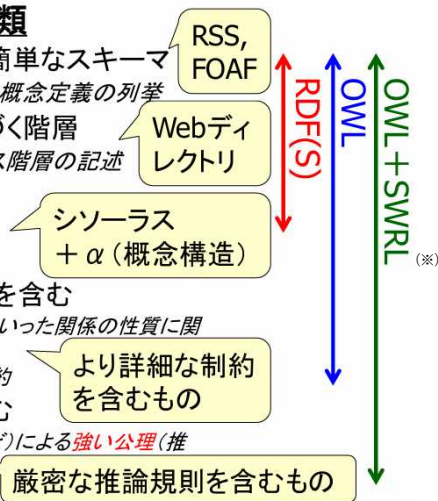 類
簡単なスキーマ
RSS,
FOAF
概念定義の列挙
づく階層
ス階層の記述
Webディ
レクトリ
シソーラス
+α(概念構造)
を含む
いった関係の性質に関
約
より詳細な制約
を含むもの
む
ど)による強い公理(推
厳密な推論規則を含むもの
RDF(S)
OWL
OWL+SWRL
(※)